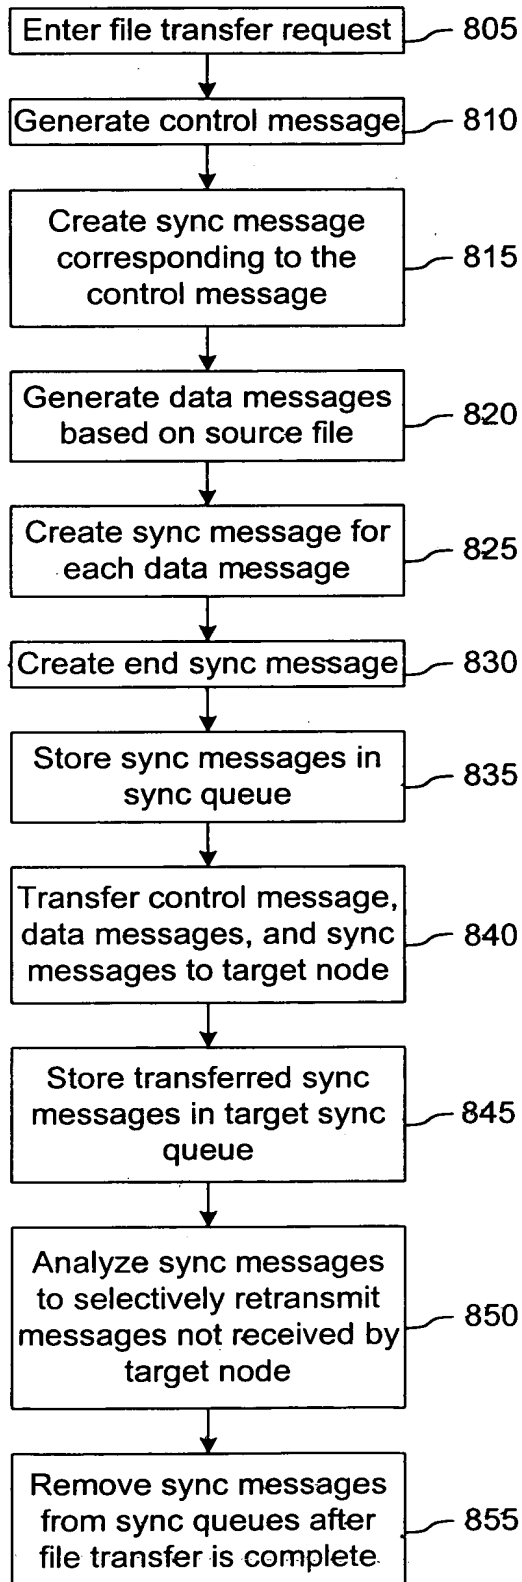 Enter file transfer request
805
Generate control message
810
Create sync message
corresponding to the
control message
815
Generate data messages
based on source file
820
Create sync message for
each data message
825
Create end sync message
830
Store sync messages in
sync queue
835
Transfer control message,
data messages, and sync
messages to target node
840
Store transferred sync
messages in target sync
queue
845
Analyze sync messages
to selectively retransmit
messages not received by
target node
850
Remove sync messages
from sync queues after
file transfer is complete
855